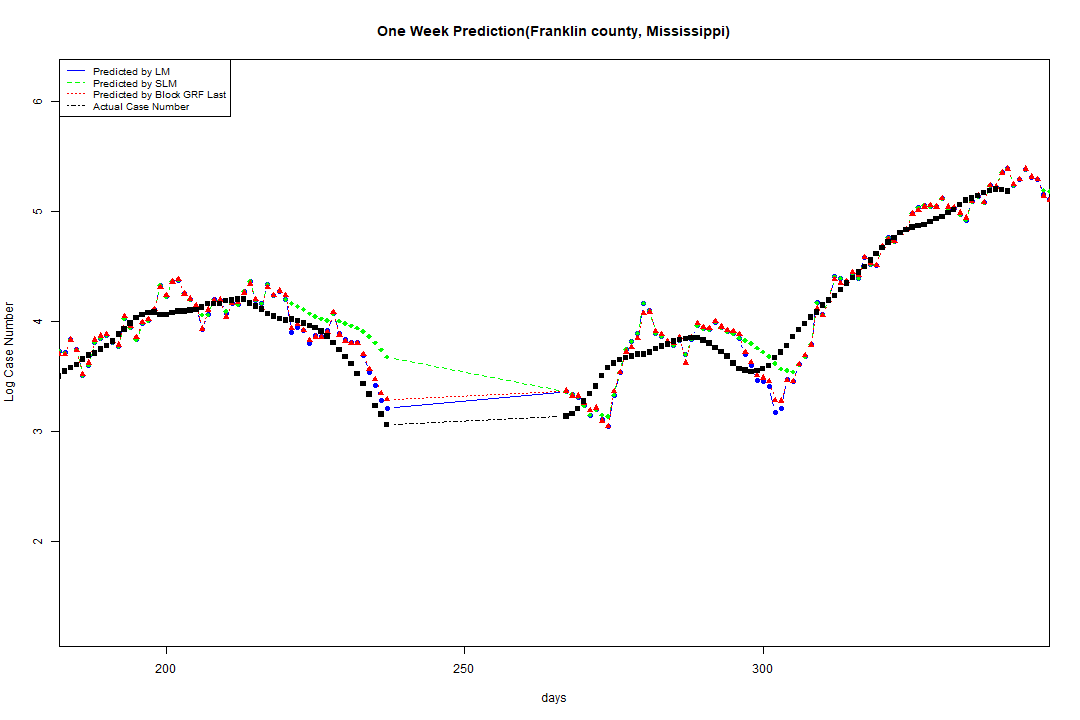 One Week Prediction(Franklin county, Mississippi)
Predicted by LM
Predicted by SLM
Predicted by Block GRF Last
Actual Case Number
6
5
4
3
2
Log Case Number
200
250
300
days